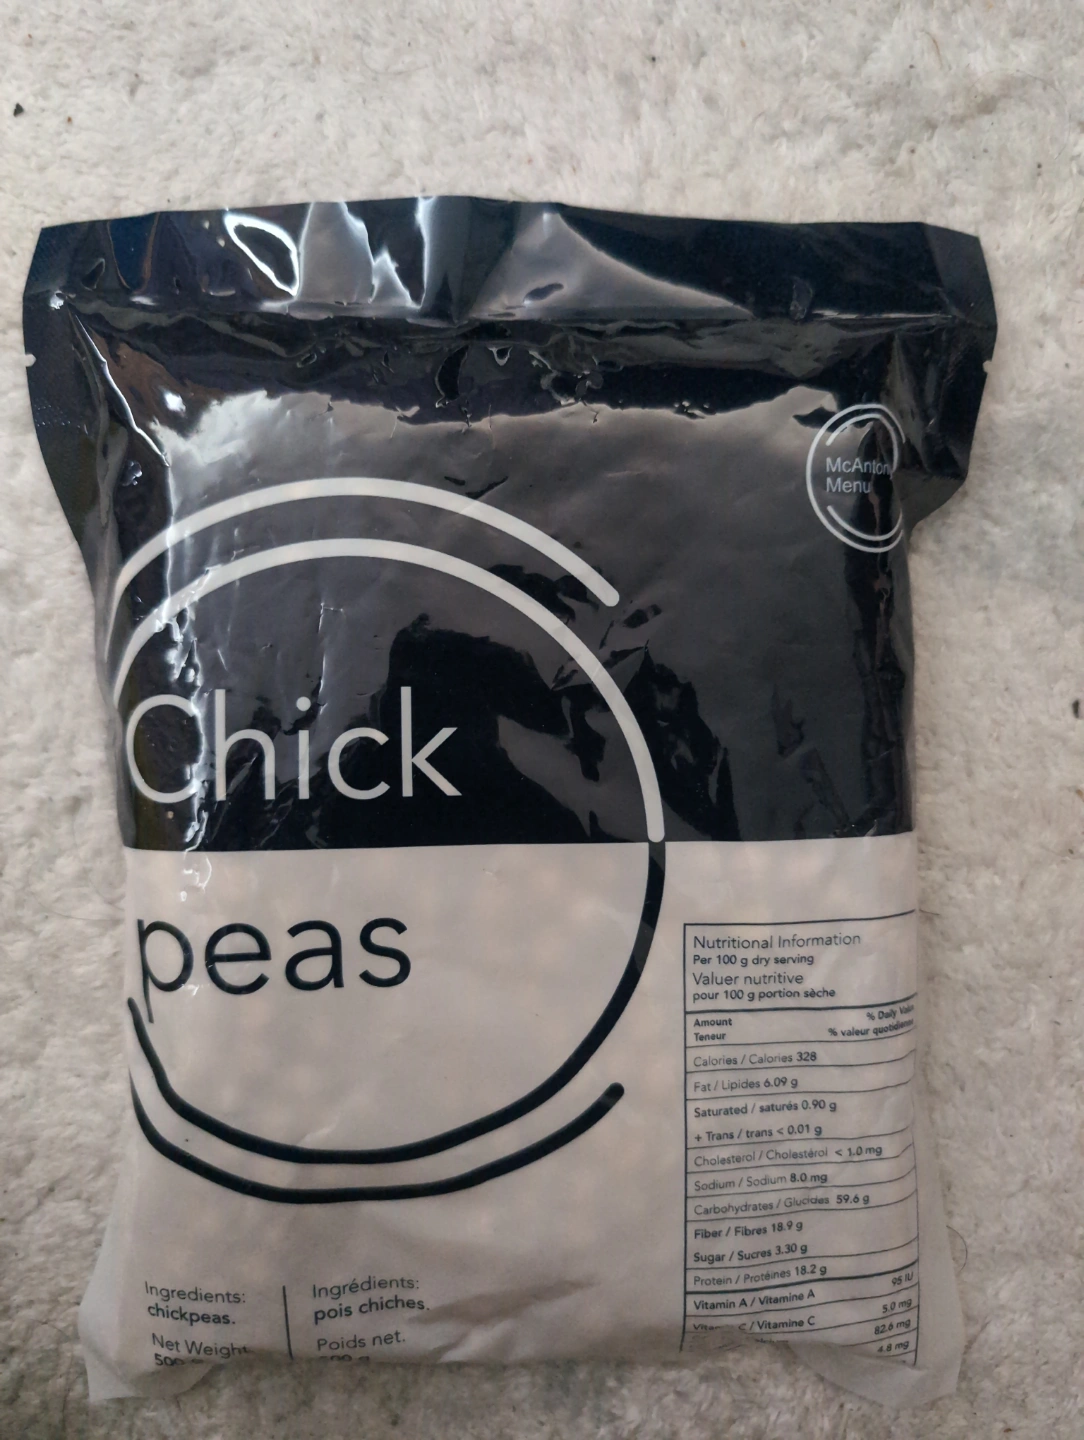 McAnton
Menu
Chick
peas
Nutritional Information
Per 100 g dry serving
Valuer nutritive
pour 100 g portion sèche
Amount
% Daily
Teneur
% valeur
Calories / Calories 328
Fat / Lipides 6.09 g
Saturated / saturés 0.90 g
+ Trans / trans < 0.01 g
Cholesterol / Cholestérol < 1.0 mg
Sodium / Sodium 8.0 mg
Carbohydrates / Glucides 59.6 g
Fiber / Fibres 18.9 g
Sugar / Sucres 3.30 g
Protein / Protéines 18.2 g
Vitamin A / Vitamine A 95 IU
C / Vitamine C 5.0 mg
82.6 mg
4.8 mg
Ingredients:
chickpeas.
Net Weight
Ingrédients:
pois chiches.
Poids net.